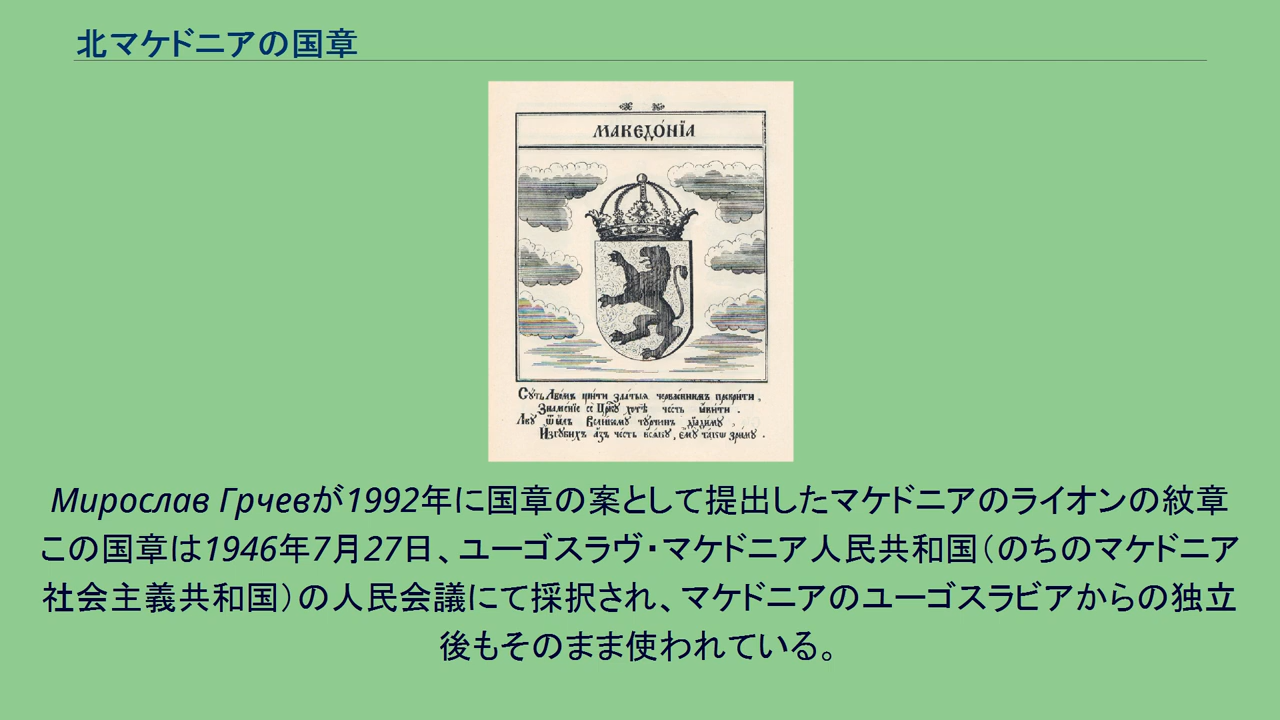 北マケドニアの国章
МАКЕДО́НЇА
Мирослав Грчевが1992年に国章の案として提出したマケドニアのライオンの紋章
この国章は1946年7月27日、ユーゴスラヴ・マケドニア人民共和国（のちのマケドニア
社会主義共和国）の人民会議にて採択され、マケドニアのユーゴスラビアからの独立
後もそのまま使われている。